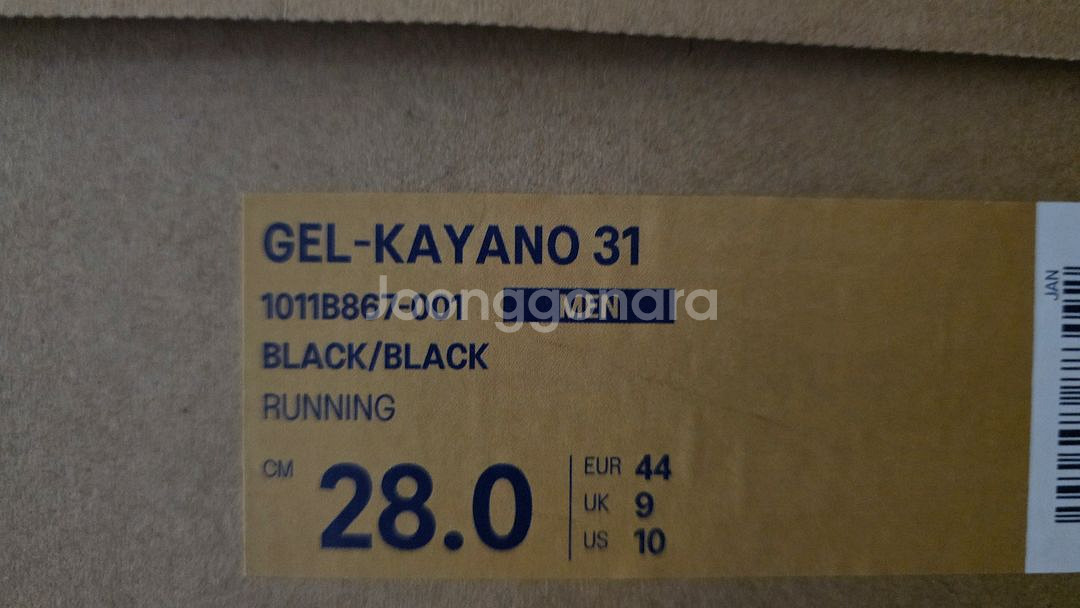 GEL-KAYANO 31
1011B867-001 MEN
Joonggonara
BLACK/BLACK
RUNNING
CM 28.0
EUR 44
UK 9
US 10
JAN